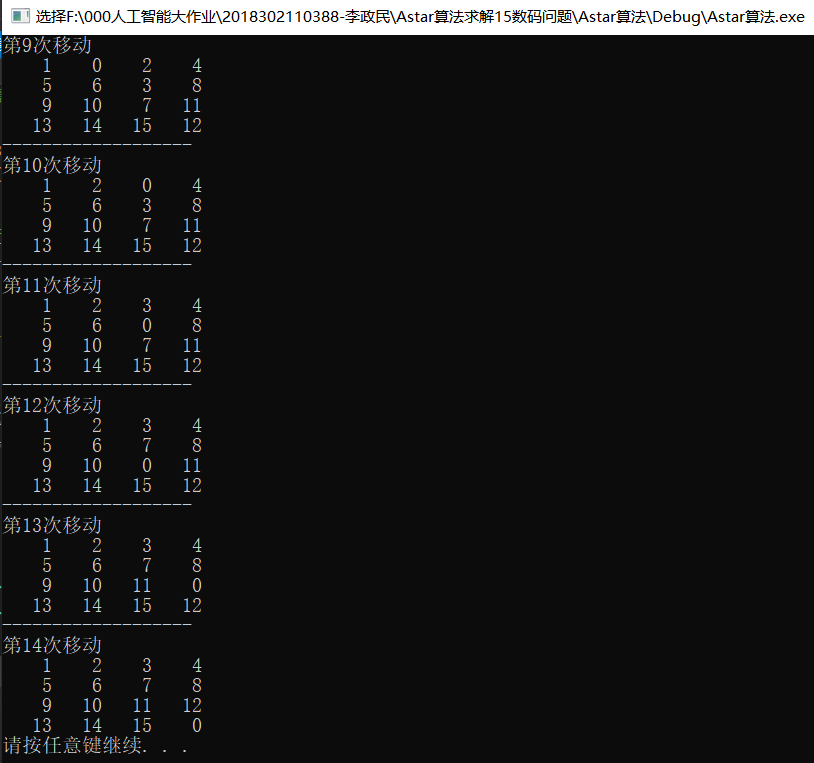 选择F:\000人工智能大作业\2018302110388-李政民\Astar算法求解15数码问题\Astar算法\Debug\Astar算法.exe
第9次移动
1 0 2 4
5 6 3 8
9 10 7 11
13 14 15 12
-------------------
第10次移动
1 2 0 4
5 6 3 8
9 10 7 11
13 14 15 12
-------------------
第11次移动
1 2 3 4
5 6 0 8
9 10 7 11
13 14 15 12
-------------------
第12次移动
1 2 3 4
5 6 7 8
9 10 0 11
13 14 15 12
-------------------
第13次移动
1 2 3 4
5 6 7 8
9 10 11 0
13 14 15 12
-------------------
第14次移动
1 2 3 4
5 6 7 8
9 10 11 12
13 14 15 0
请按任意键继续. . .